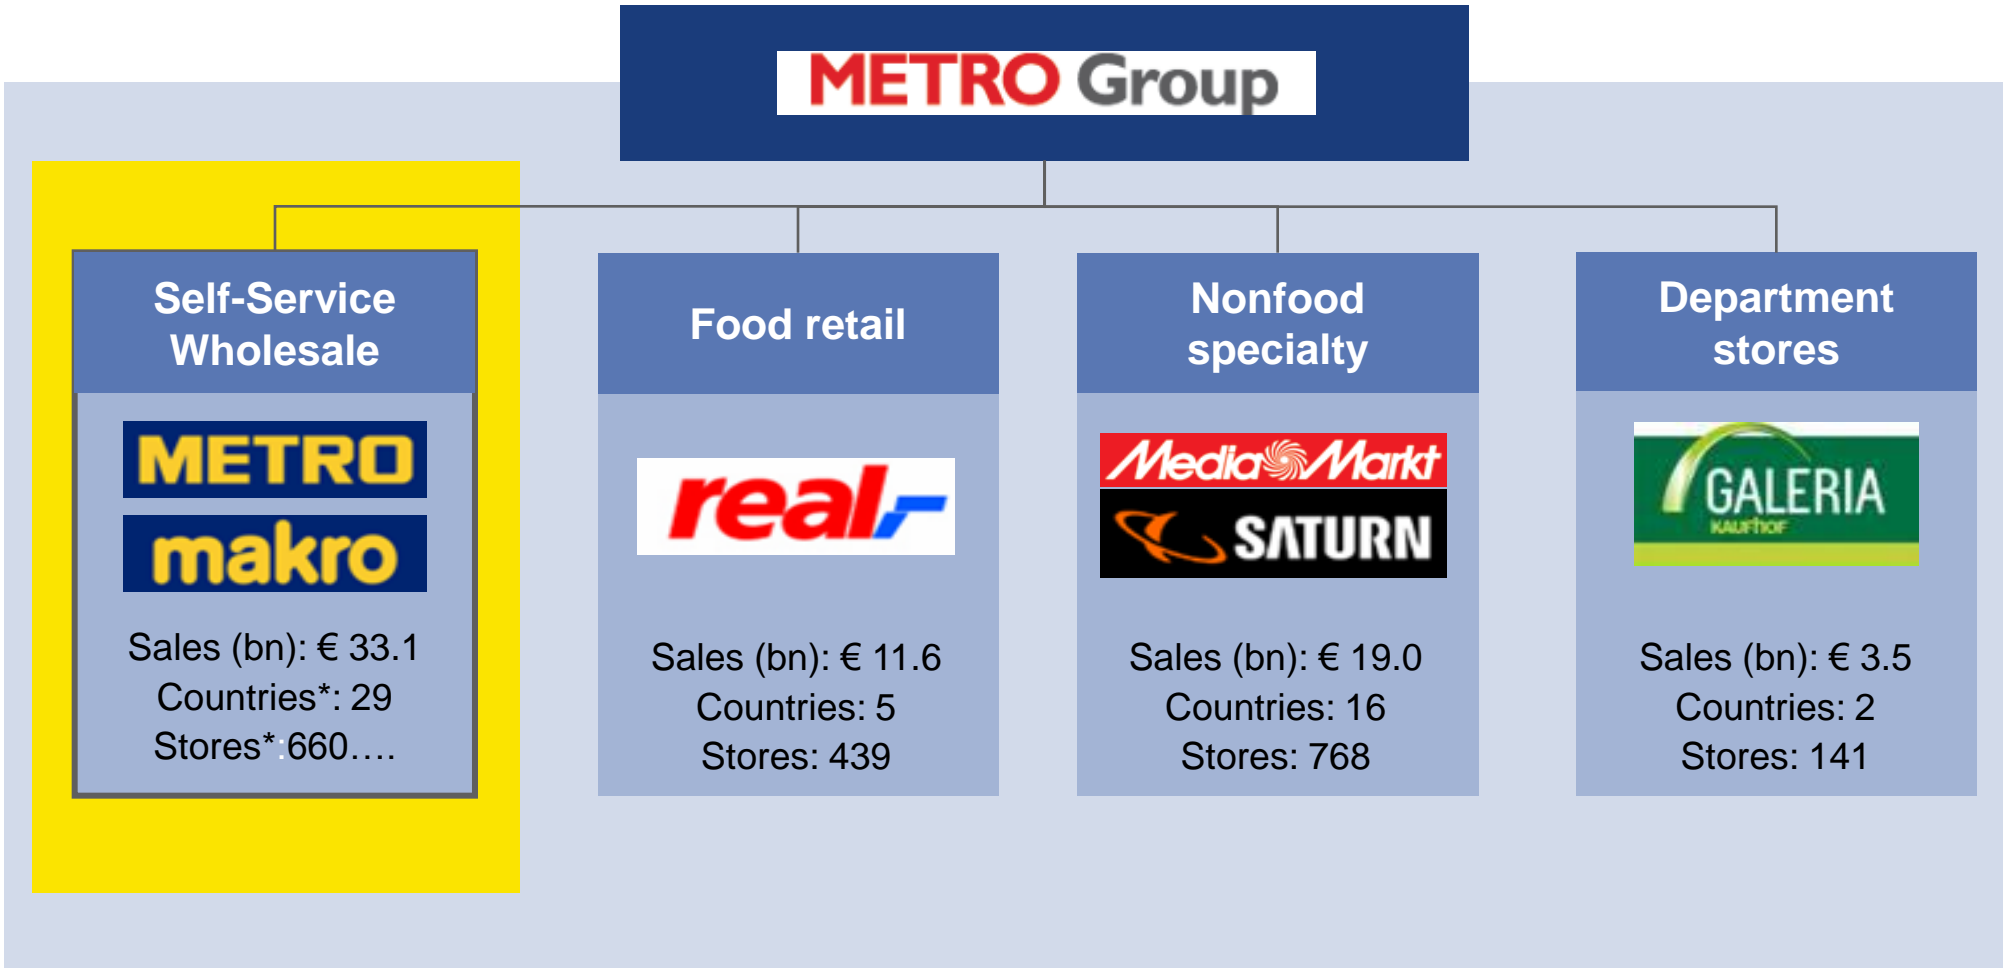 METRO Group
Self-Service
Wholesale
METRO
makro
Sales (bn): € 33.1
Countries*: 29
Stores*:660....
Food retail
real,-
Sales (bn): € 11.6
Countries: 5
Stores: 439
Nonfood
specialty
Media Markt
SATURN
Sales (bn): € 19.0
Countries: 16
Stores: 768
Department
stores
GALERIA
KAUFHOF
Sales (bn): € 3.5
Countries: 2
Stores: 141